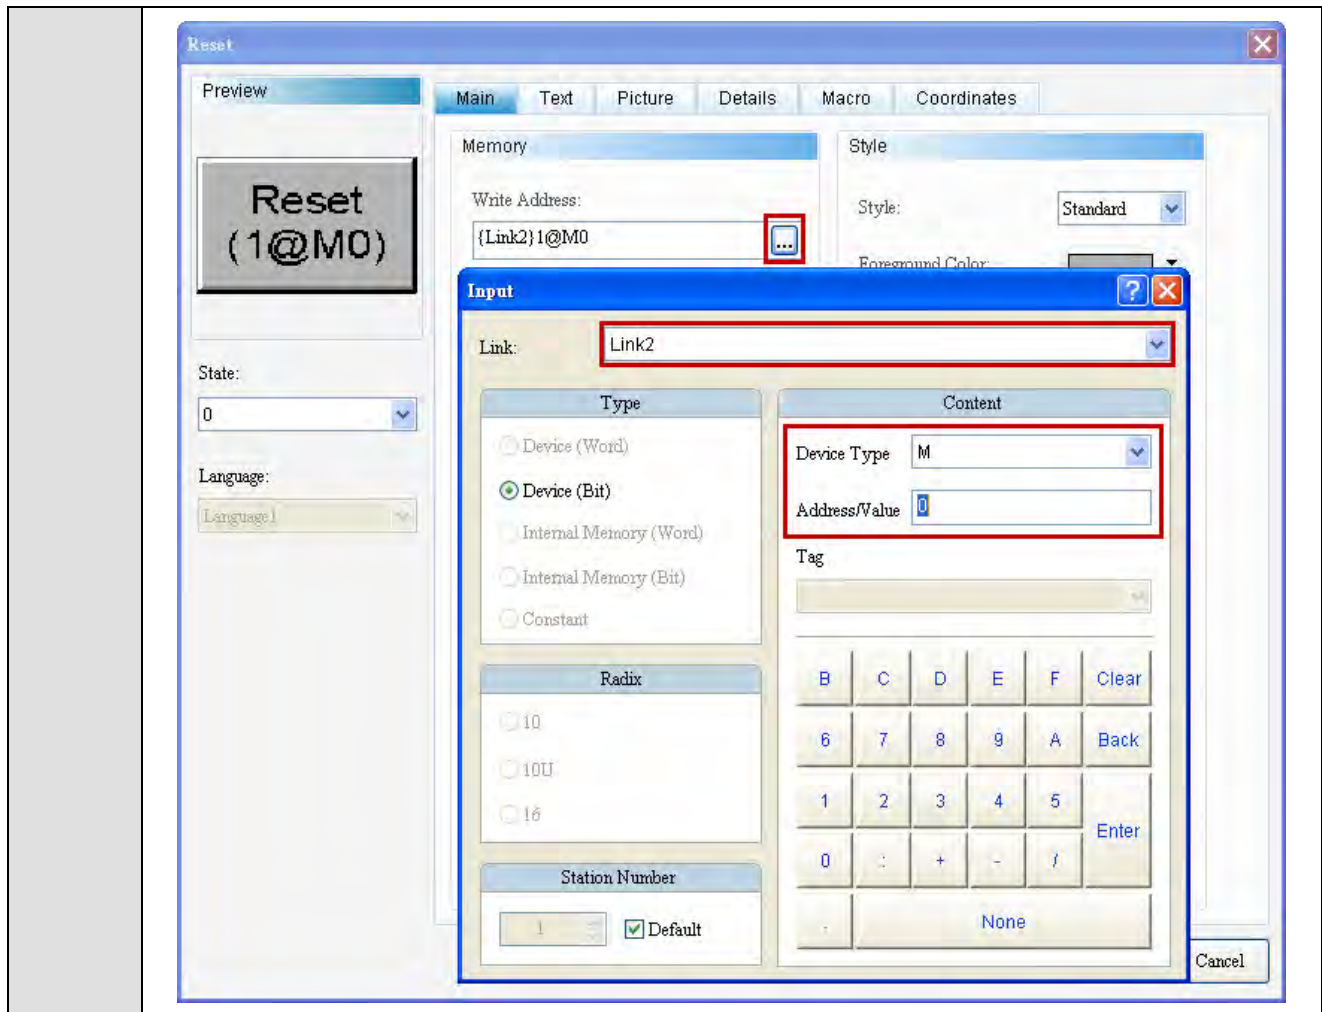 Reset
Preview
Main Text Picture Details Macro Coordinates
Reset
(1@M0)
State:
0
Language:
Language1
Memory
Write Address:
{Link2}1@M0
...
Style
Style:
Standard
Foreground Color:
Input
?
Link:
Link2
Type
Device (Word)
Device (Bit)
Internal Memory (Word)
Internal Memory (Bit)
Constant
Radix
10
10U
16
Station Number
1
Default
Content
Device Type M
Address/Value 0
Tag
B C D E F Clear
6 7 8 9 A Back
1 2 3 4 5
Enter
0 : + - /
. None
Cancel